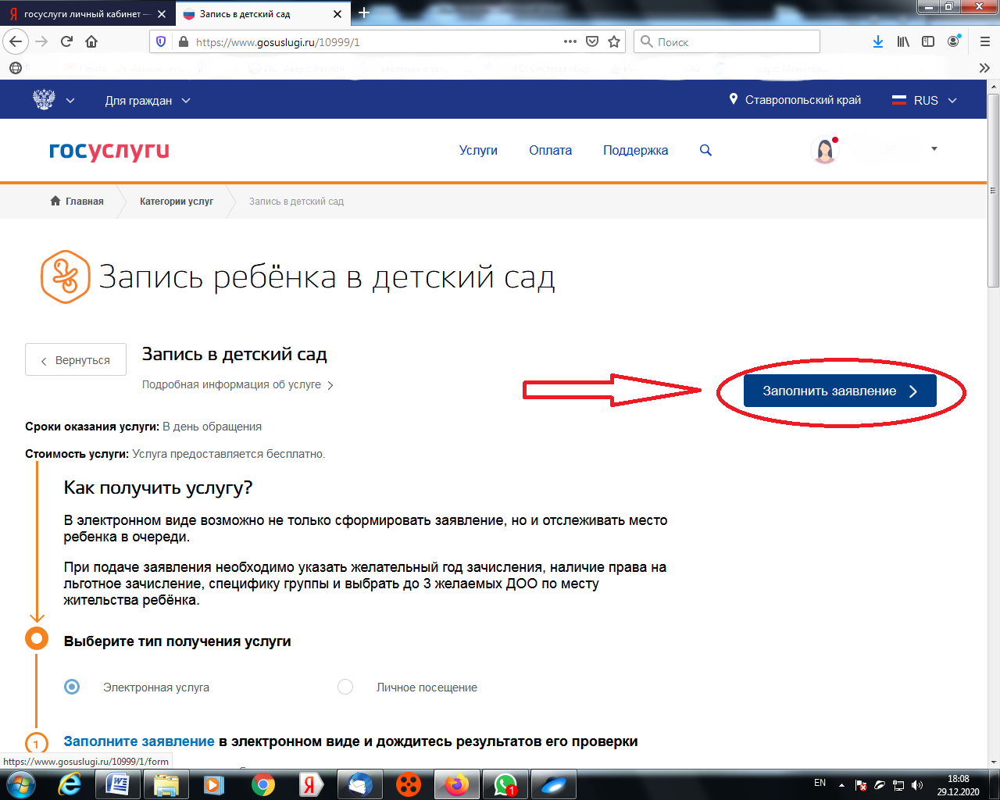 госуслуги личный кабинет —
Запись в детский сад
https://www.gosuslugi.ru/10999/1
Поиск
Для граждан
Ставропольский край
RUS
госуслуги
Услуги
Оплата
Поддержка
Главная
Категории услуг
Запись в детский сад
Запись ребёнка в детский сад
Вернуться
Запись в детский сад
Подробная информация об услуге
Заполнить заявление
Сроки оказания услуги: В день обращения
Стоимость услуги: Услуга предоставляется бесплатно.
Как получить услугу?
В электронном виде возможно не только сформировать заявление, но и отслеживать место
ребенка в очереди.
При подаче заявления необходимо указать желательный год зачисления, наличие права на
льготное зачисление, специфику группы и выбрать до 3 желаемых ДОО по месту
жительства ребёнка.
Выберите тип получения услуги
Электронная услуга
Личное посещение
1
Заполните заявление в электронном виде и дождитесь результатов его проверки
https://www.gosuslugi.ru/10999/1/form
1
EN
18:08
29.12.2020